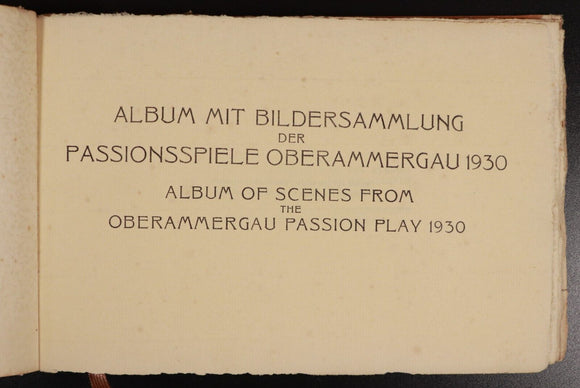 ALBUM MIT BILDERSAMMLUNG
DER
PASSIONSSPIELE OBERAMMERGAU 1930
ALBUM OF SCENES FROM
THE
OBERAMMERGAU PASSION PLAY 1930